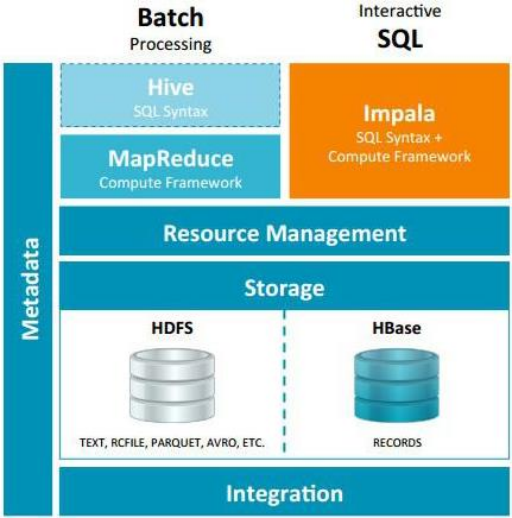 Batch
Processing
Interactive
SQL
Metadata
Hive
SQL Syntax
MapReduce
Compute Framework
Impala
SQL Syntax +
Compute Framework
Resource Management
Storage
HDFS
TEXT, RCFILE, PARQUET, AVRO, ETC.
HBase
RECORDS
Integration